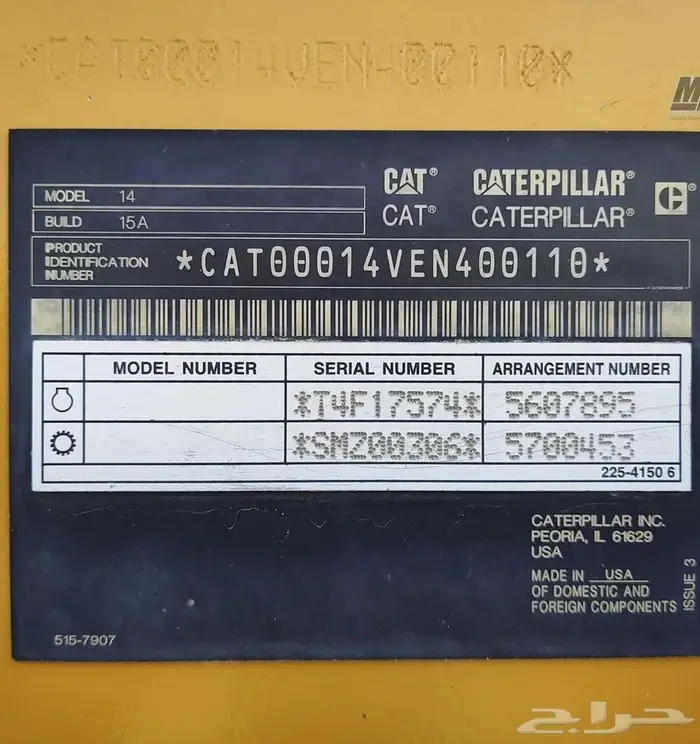 *CAT00014VEN400110*
CAT® CATERPILLAR®
MODEL 14
BUILD 15A
CAT® CATERPILLAR®
PRODUCT IDENTIFICATION NUMBER *CAT00014VEN400110*
MODEL NUMBER SERIAL NUMBER ARRANGEMENT NUMBER
*T4F17574* 5607895
*SMZ00306* 5700453
225-4150 6
CATERPILLAR INC.
PEORIA, IL 61629
USA
MADE IN USA
OF DOMESTIC AND
FOREIGN COMPONENTS
ISSUE 3
515-7907
حراج